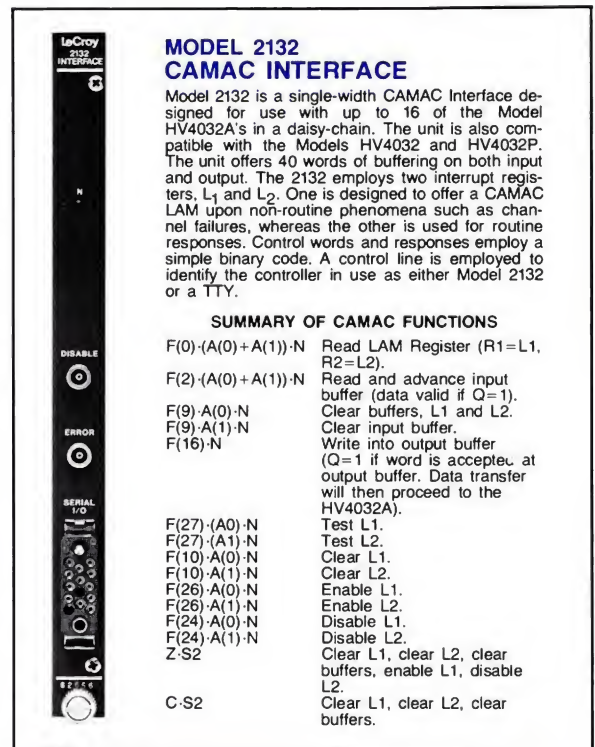 LeCroy
2132
INTERFACE
N
DISABLE
ERROR
SERIAL
I/O
MODEL 2132
CAMAC INTERFACE
Model 2132 is a single-width CAMAC Interface de-
signed for use with up to 16 of the Model
HV4032A's in a daisy-chain. The unit is also com-
patible with the Models HV4032 and HV4032P.
The unit offers 40 words of buffering on both input
and output. The 2132 employs two interrupt regis-
ters, L1 and L2. One is designed to offer a CAMAC
LAM upon non-routine phenomena such as chan-
nel failures, whereas the other is used for routine
responses. Control words and responses employ a
simple binary code. A control line is employed to
identify the controller in use as either Model 2132
or a TTY.
SUMMARY OF CAMAC FUNCTIONS
F(0)·(A(0)+A(1))·N Read LAM Register (R1=L1,
R2=L2).
F(2)·(A(0)+A(1))·N Read and advance input
buffer (data valid if Q=1).
F(9)·A(0)·N Clear buffers, L1 and L2.
F(9)·A(1)·N Clear input buffer.
F(16)·N Write into output buffer
(Q=1 if word is accepted at
output buffer. Data transfer
will then proceed to the
HV4032A).
F(27)·(A0)·N Test L1.
F(27)·(A1)·N Test L2.
F(10)·A(0)·N Clear L1.
F(10)·A(1)·N Clear L2.
F(26)·A(0)·N Enable L1.
F(26)·A(1)·N Enable L2.
F(24)·A(0)·N Disable L1.
F(24)·A(1)·N Disable L2.
Z·S2 Clear L1, clear L2, clear
buffers, enable L1, disable
L2.
C·S2 Clear L1, clear L2, clear
buffers.